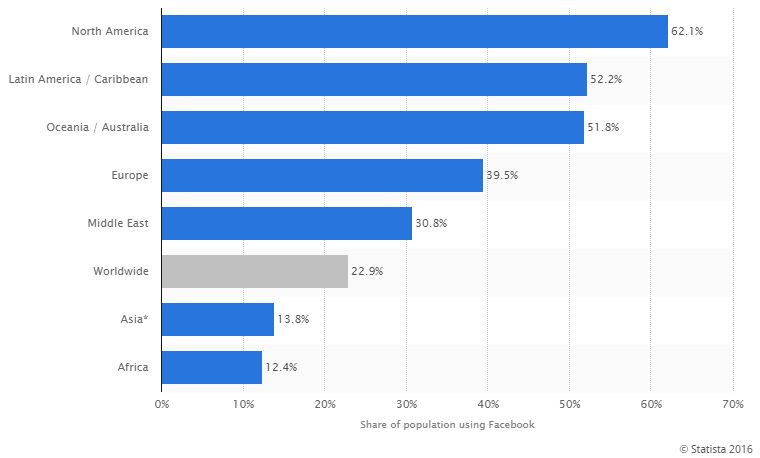 North America 62.1%
Latin America / Caribbean 52.2%
Oceania / Australia 51.8%
Europe 39.5%
Middle East 30.8%
Worldwide 22.9%
Asia* 13.8%
Africa 12.4%
0% 10% 20% 30% 40% 50% 60% 70%
Share of population using Facebook
© Statista 2016